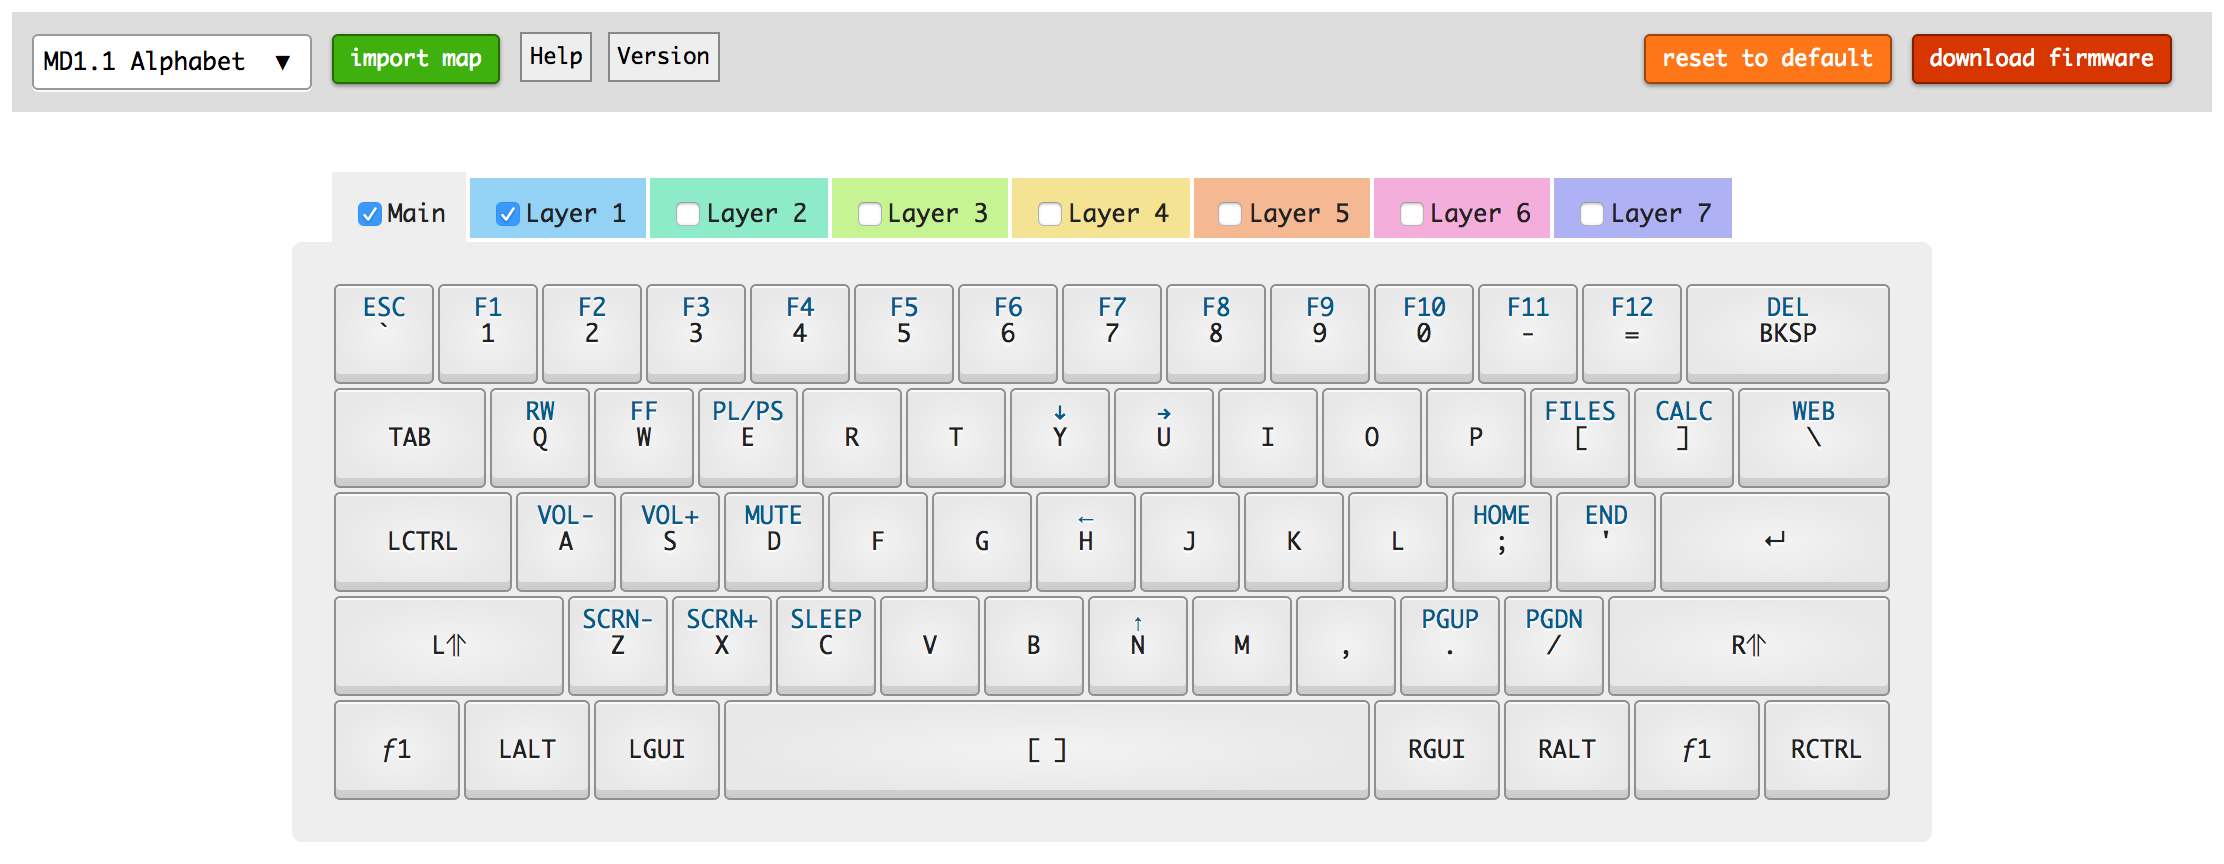 MD1.1 Alphabet ▼ import map Help Version reset to default download firmware
Main Layer 1 Layer 2 Layer 3 Layer 4 Layer 5 Layer 6 Layer 7
ESC F1 F2 F3 F4 F5 F6 F7 F8 F9 F10 F11 F12 DEL
` 1 2 3 4 5 6 7 8 9 0 - = BKSP
RW FF PL/PS ↓ → FILES CALC WEB
TAB Q W E R T Y U I O P [ ] \
VOL- VOL+ MUTE ← HOME END
LCTRL A S D F G H J K L ; ' ↵
SCRN- SCRN+ SLEEP ↑ PGUP PGDN
L⇑ Z X C V B N M , . / R⇑
ƒ1 LALT LGUI [ ] RGUI RALT ƒ1 RCTRL